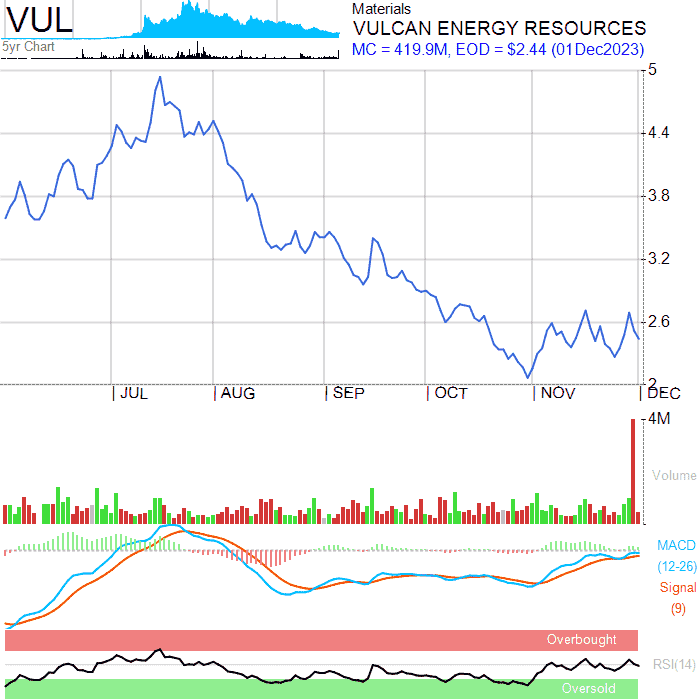 VUL
5yr Chart
Materials
VULCAN ENERGY RESOURCES
MC = 419.9M, EOD = $2.44 (01Dec2023)
5
4.4
3.8
3.2
2.6
2
JUL AUG SEP OCT NOV DEC
4M
Volume
MACD
(12-26)
Signal
(9)
Overbought
RSI(14)
Oversold